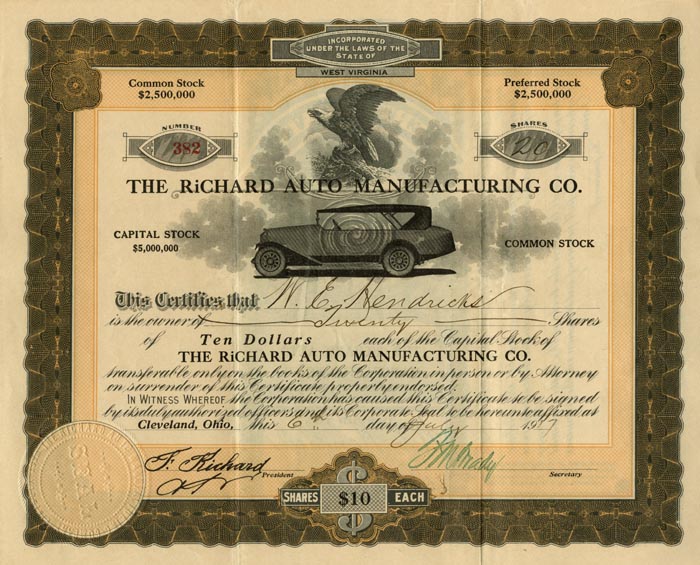 INCORPORATED
UNDER THE LAWS OF THE
STATE OF
WEST VIRGINIA
Common Stock
$2,500,000
Preferred Stock
$2,500,000
NUMBER
382
SHARES
20
THE RiCHARD AUTO MANUFACTURING CO.
CAPITAL STOCK
$5,000,000
COMMON STOCK
This Certifies that W. E. Hendricks
is the owner of Twenty Shares
of Ten Dollars each of the Capital Stock of
THE RiCHARD AUTO MANUFACTURING CO.
transferable only on the books of the Corporation in person or by Attorney
on surrender of this Certificate properly endorsed.
IN WITNESS WHEREOF the Corporation has caused this Certificate to be signed
by its duly authorized officers and its Corporate Seal to be hereunto affixed at
Cleveland, Ohio, this 6th day of 1917
F. Richard
President
Secretary
SHARES $10 EACH